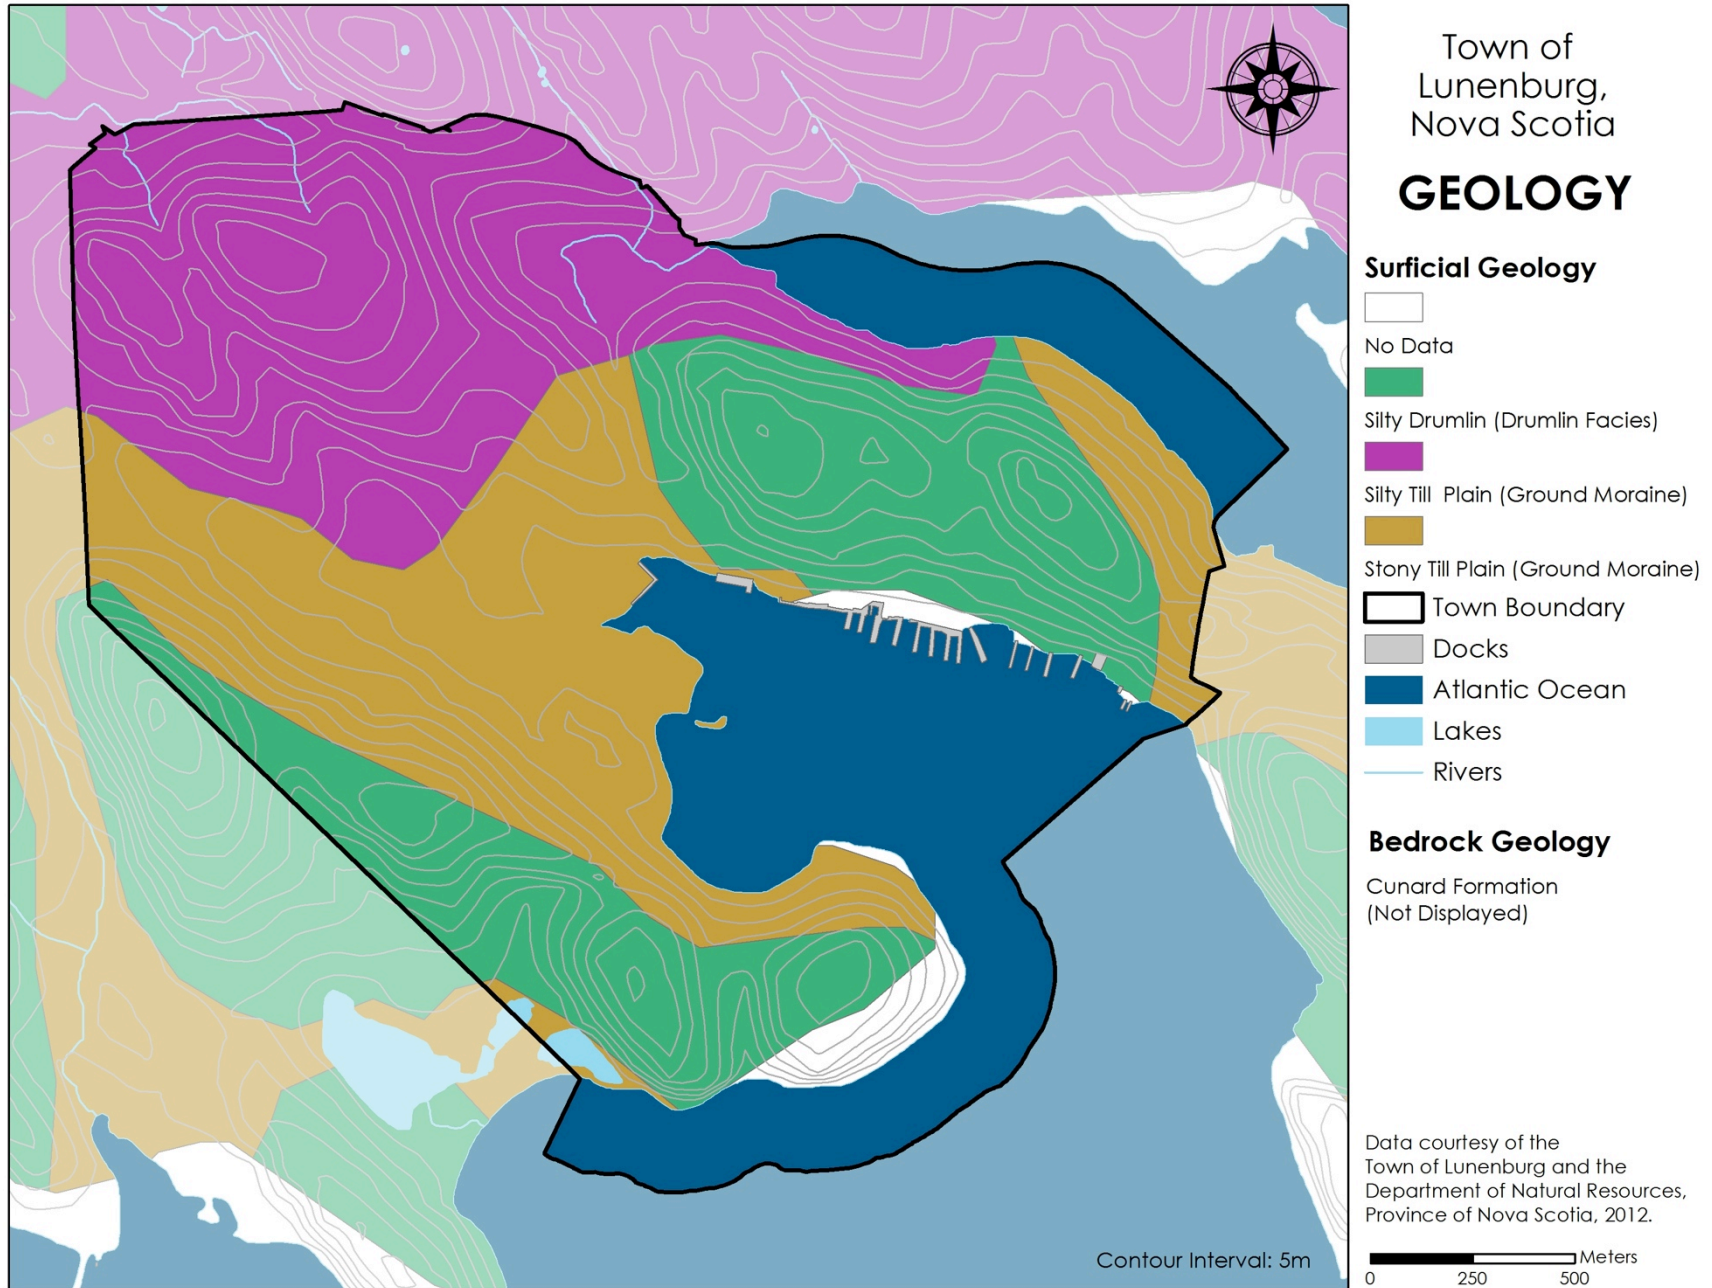 Town of
Lunenburg,
Nova Scotia
GEOLOGY
Surficial Geology
No Data
Silty Drumlin (Drumlin Facies)
Silty Till Plain (Ground Moraine)
Stony Till Plain (Ground Moraine)
Town Boundary
Docks
Atlantic Ocean
Lakes
Rivers
Bedrock Geology
Cunard Formation
(Not Displayed)
Data courtesy of the
Town of Lunenburg and the
Department of Natural Resources,
Province of Nova Scotia, 2012.
Contour Interval: 5m
Meters
0 250 500